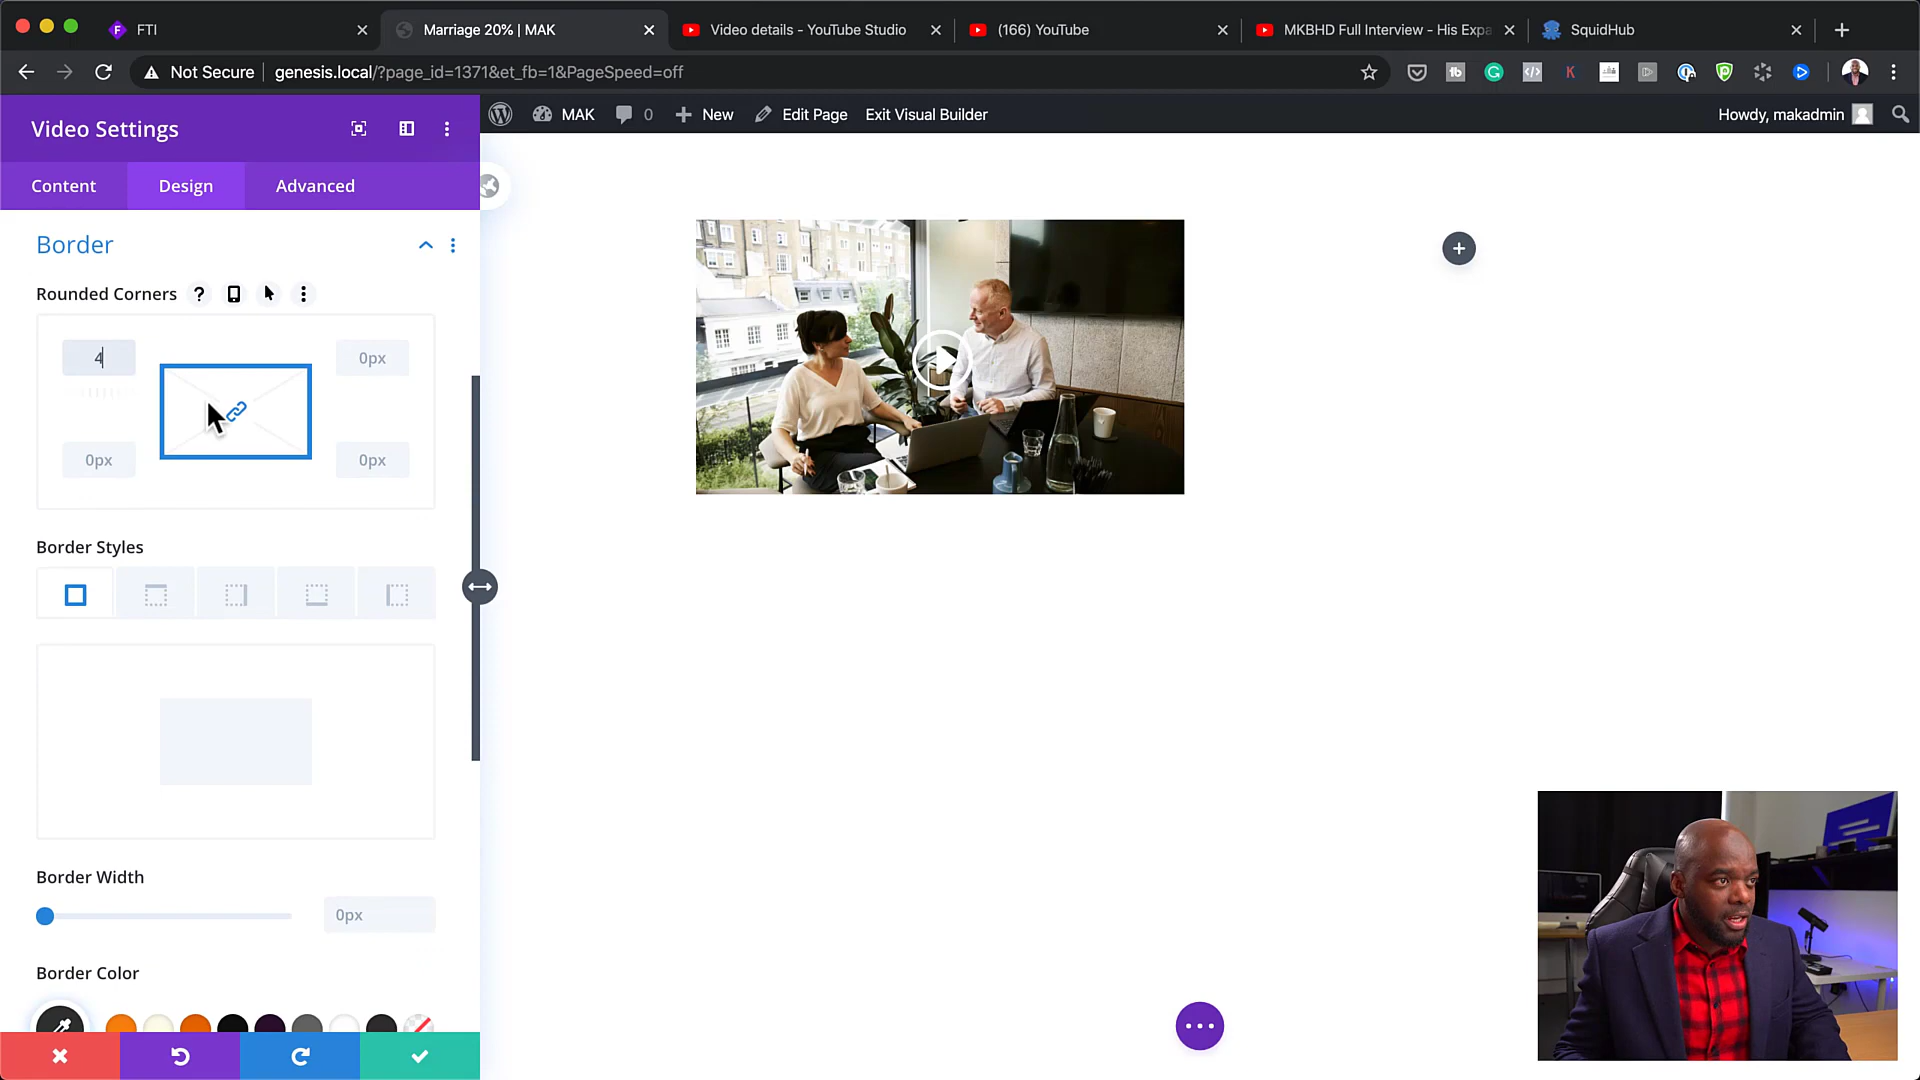 FTI
Marriage 20% | MAK
Video details - YouTube Studio
(166) YouTube
MKBHD Full Interview - His Expa
SquidHub
Not Secure
genesis.local/?page_id=1371&et_fb=1&PageSpeed=off
Video Settings
MAK
0
New
Edit Page
Exit Visual Builder
Howdy, makadmin
Content
Design
Advanced
Border
Rounded Corners
?
4
0px
0px
0px
Border Styles
Border Width
0px
Border Color